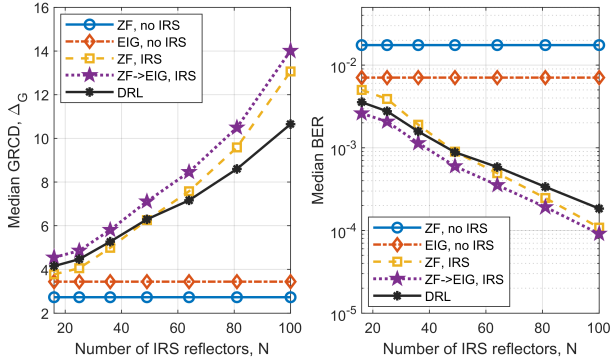 16
14
12
10
8
6
4
2
20
40
60
80
100
Median GRCD, Δ_G
Number of IRS reflectors, N
ZF, no IRS
EIG, no IRS
ZF, IRS
ZF->EIG, IRS
DRL
10^-2
10^-3
10^-4
10^-5
20
40
60
80
100
Median BER
Number of IRS reflectors, N
ZF, no IRS
EIG, no IRS
ZF, IRS
ZF->EIG, IRS
DRL